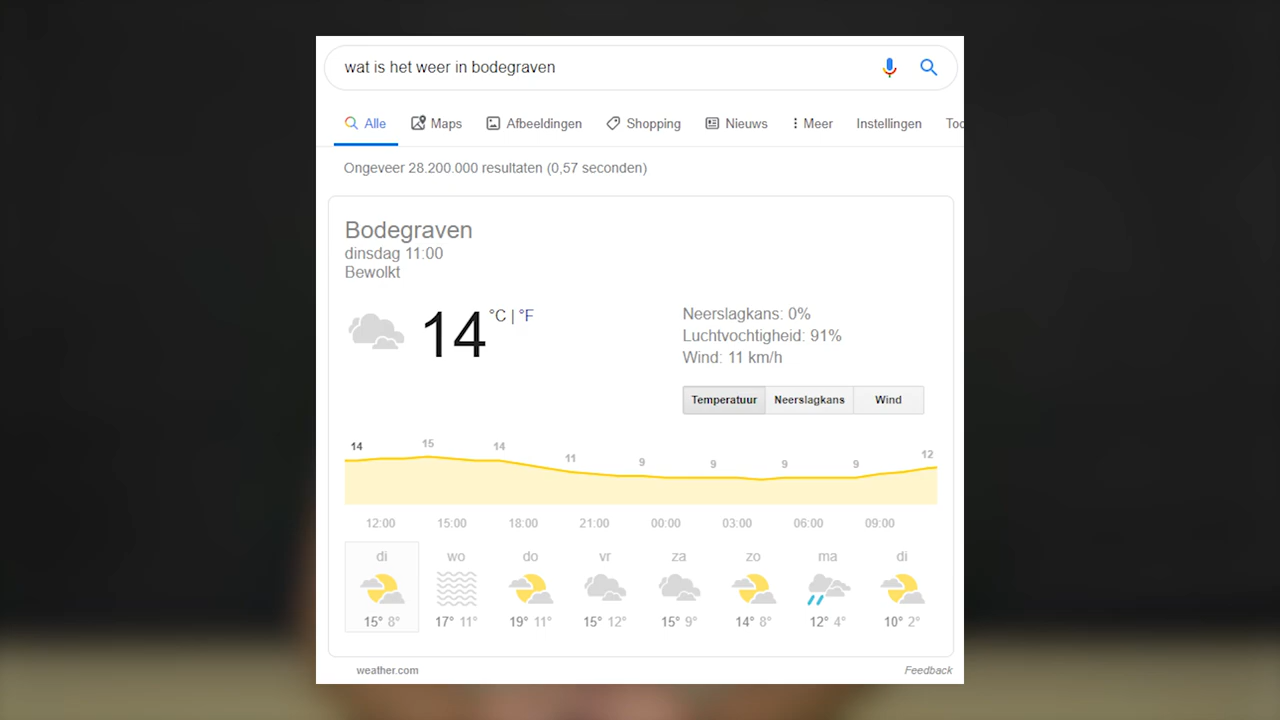 wat is het weer in bodegraven
Alle Maps Afbeeldingen Shopping Nieuws Meer Instellingen Too
Ongeveer 28.200.000 resultaten (0,57 seconden)
Bodegraven
dinsdag 11:00
Bewolkt
14 °C | °F
Neerslagkans: 0%
Luchtvochtigheid: 91%
Wind: 11 km/h
Temperatuur Neerslagkans Wind
14 15 14 11 9 9 9 9 12
12:00 15:00 18:00 21:00 00:00 03:00 06:00 09:00
di wo do vr za zo ma di
15° 8° 17° 11° 19° 11° 15° 12° 15° 9° 14° 8° 12° 4° 10° 2°
weather.com Feedback